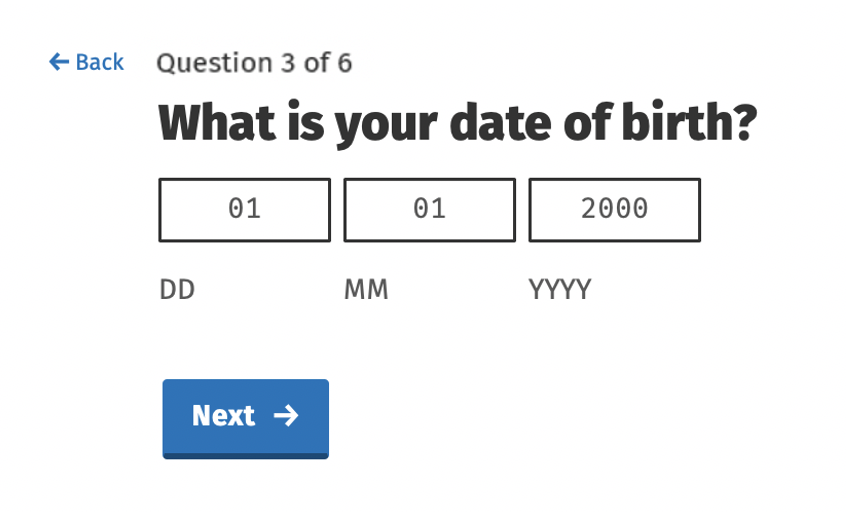 ← Back
Question 3 of 6
What is your date of birth?
01 01 2000
DD MM YYYY
Next →